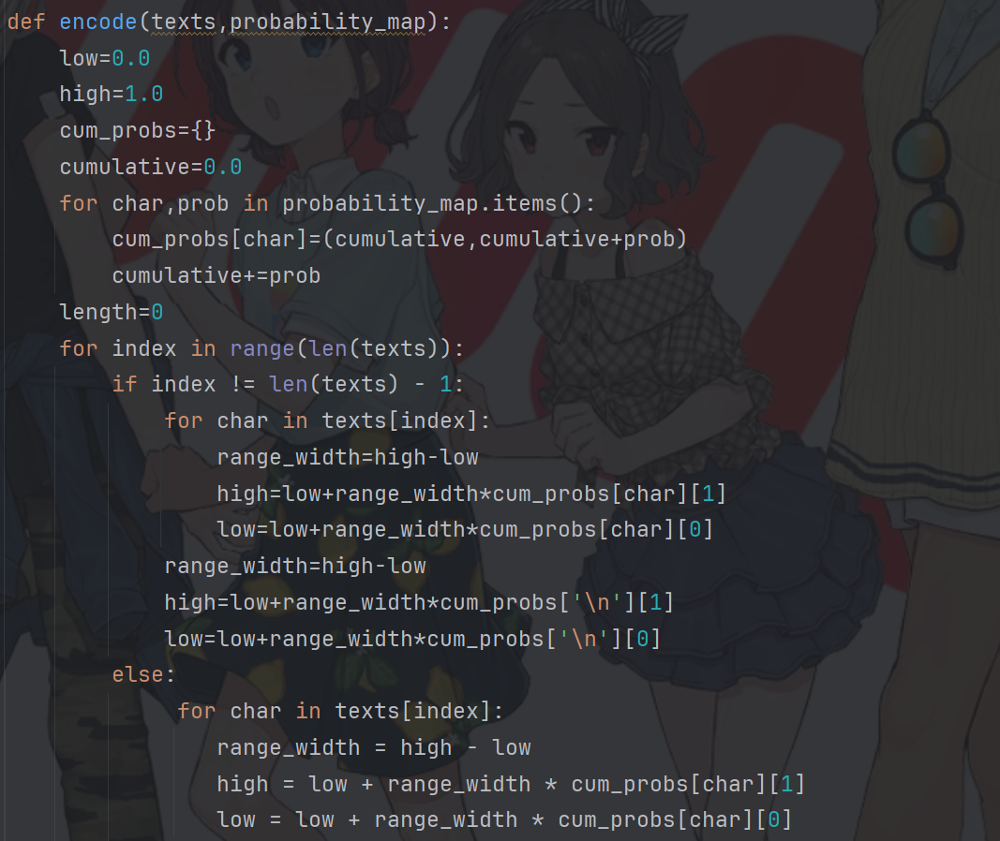 def encode(texts,probability_map):
    low=0.0
    high=1.0
    cum_probs={}
    cumulative=0.0
    for char,prob in probability_map.items():
        cum_probs[char]=(cumulative,cumulative+prob)
        cumulative+=prob
    length=0
    for index in range(len(texts)):
        if index != len(texts) - 1:
            for char in texts[index]:
                range_width=high-low
                high=low+range_width*cum_probs[char][1]
                low=low+range_width*cum_probs[char][0]
            range_width=high-low
            high=low+range_width*cum_probs['\n'][1]
            low=low+range_width*cum_probs['\n'][0]
        else:
             for char in texts[index]:
                range_width = high - low
                high = low + range_width * cum_probs[char][1]
                low = low + range_width * cum_probs[char][0]